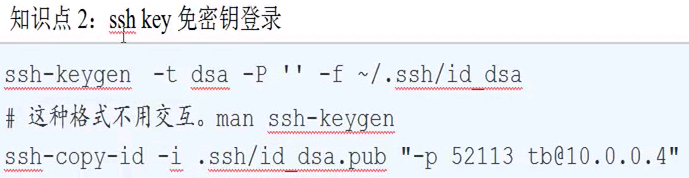 知识点 2：ssh key 免密钥登录
ssh-keygen -t dsa -P '' -f ~/.ssh/id_dsa
# 这种格式不用交互。man ssh-keygen
ssh-copy-id -i .ssh/id_dsa.pub "-p 52113 tb@10.0.0.4"